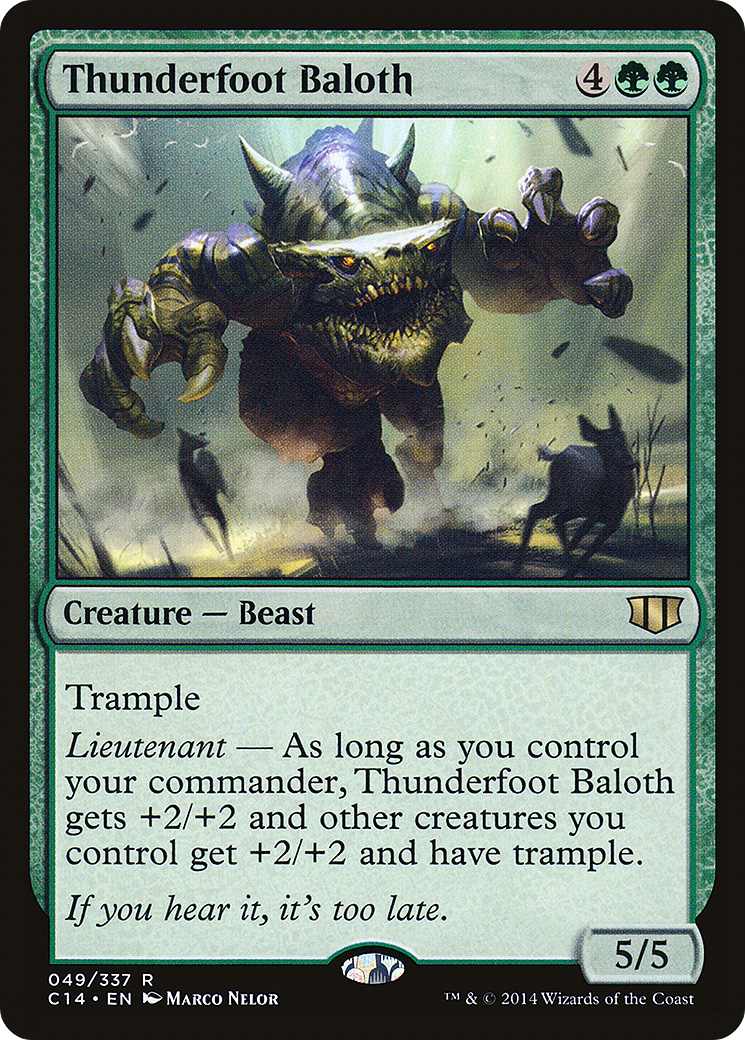 Thunderfoot Baloth 4
Creature — Beast
Trample
Lieutenant — As long as you control
your commander, Thunderfoot Baloth
gets +2/+2 and other creatures you
control get +2/+2 and have trample.
If you hear it, it's too late.
5/5
049/337 R
C14 • EN Marco Nelor
™ & © 2014 Wizards of the Coast